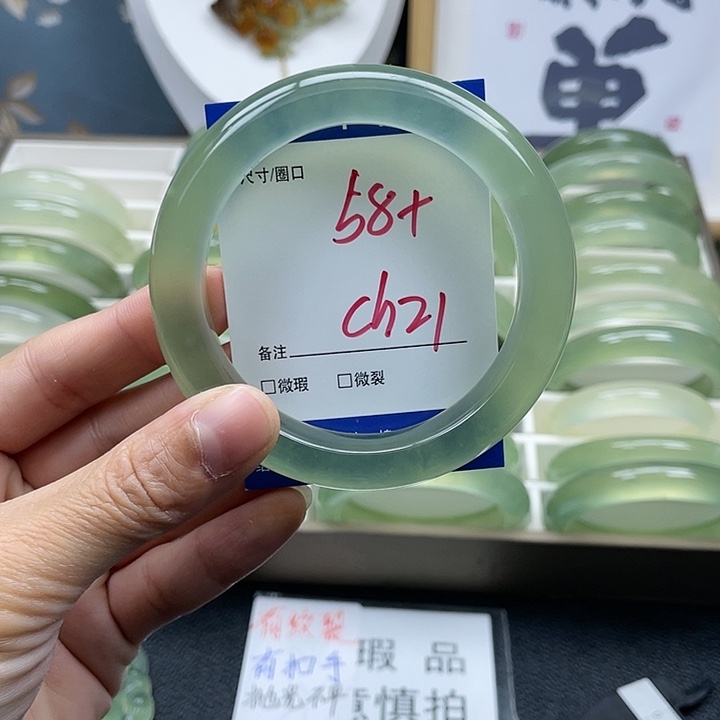 尺寸/圈口
58+
ch21
备注
□微瑕 □微裂
有纹裂
有扣手 瑕 品
慎拍